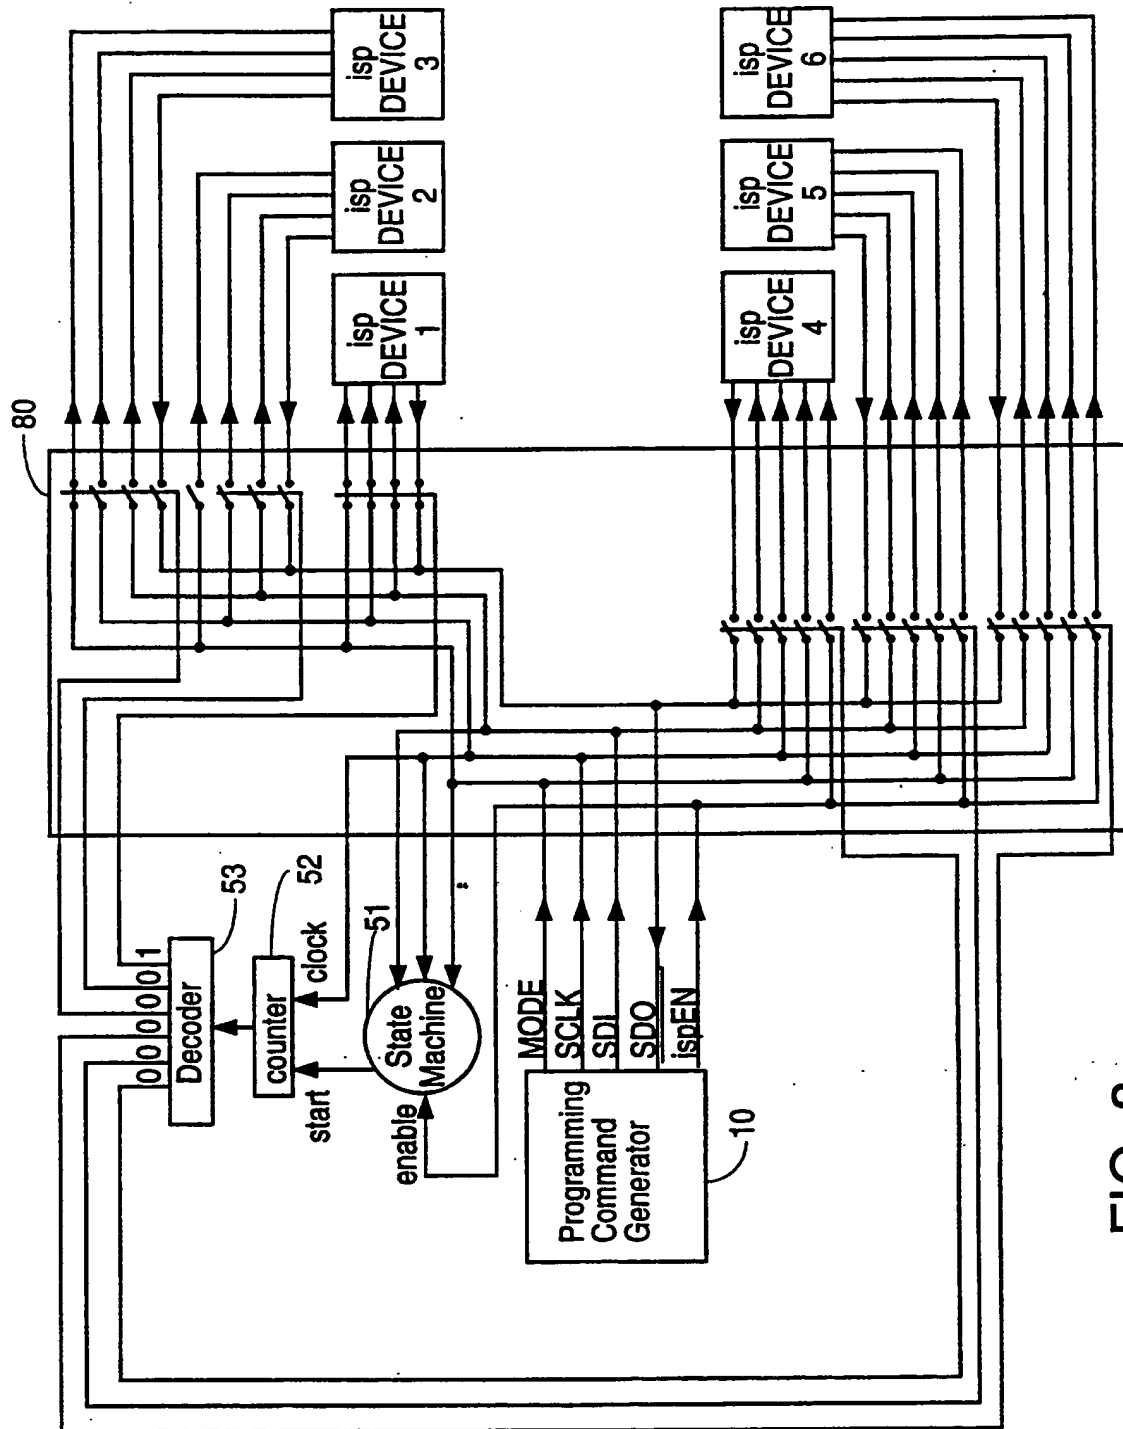 isp
DEVICE
3
isp
DEVICE
2
isp
DEVICE
1
isp
DEVICE
6
isp
DEVICE
5
isp
DEVICE
4
80
53
0 0 0 0 0 1
Decoder
52
counter
clock
start
51
State
Machine
enable
MODE
SCLK
SDI
SDO
ispEN
Programming
Command
Generator
10
FIG.